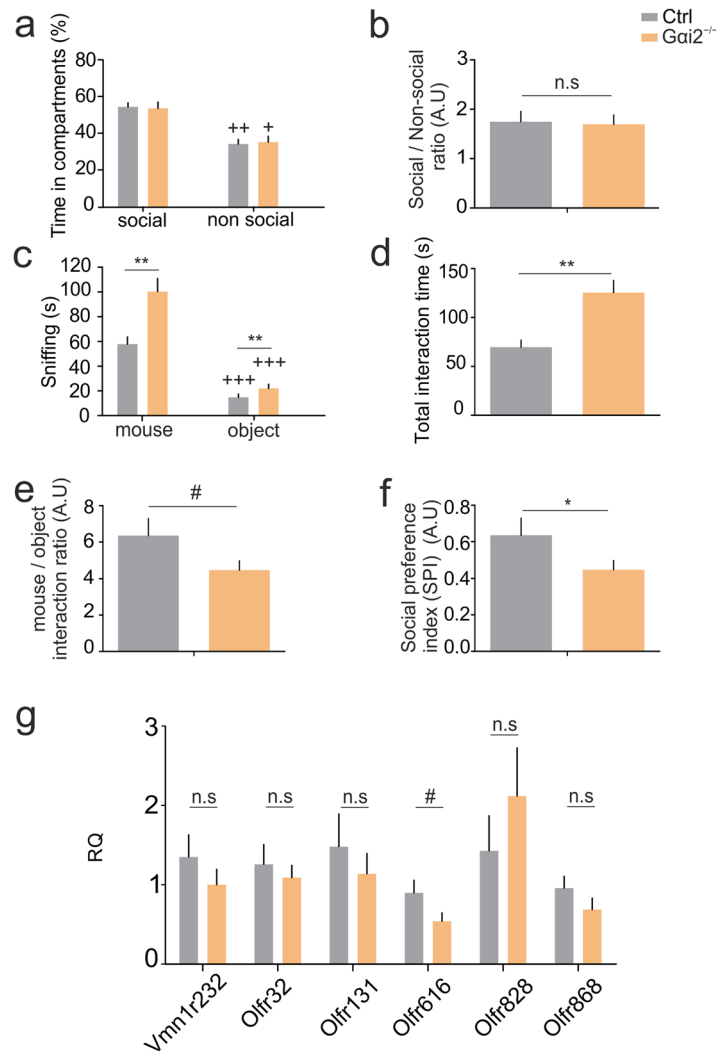 Ctrl
Gαi2⁻/⁻
a
Time in compartments (%)
80
60
40
20
0
++
+
social
non social
b
Social / Non-social
ratio (A.U)
3
2
1
0
n.s
c
Sniffing (s)
120
100
80
60
40
20
0
**
**
+++
+++
mouse
object
d
Total interaction time (s)
150
100
50
0
**
e
mouse / object
interaction ratio (A.U)
8
6
4
2
0
#
f
Social preference
index (SPI) (A.U)
0.8
0.6
0.4
0.2
0
*
g
RQ
3
2
1
0
n.s
n.s
n.s
#
n.s
n.s
Vmn1r232
Olfr32
Olfr131
Olfr616
Olfr828
Olfr868